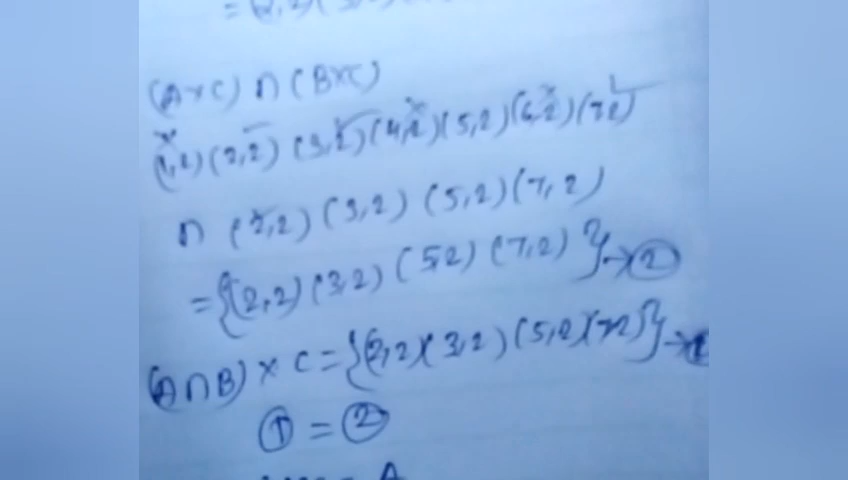 (A×C) ∩ (B×C)
(1,2) (2,2) (3,2) (4,2) (5,2) (6,2) (7,2)
∩ (2,2) (3,2) (5,2) (7,2)
={(2,2) (3,2) (5,2) (7,2)} → ②
(A∩B) × C = {(2,2)(3,2) (5,2)(7,2)} → ①
① = ②